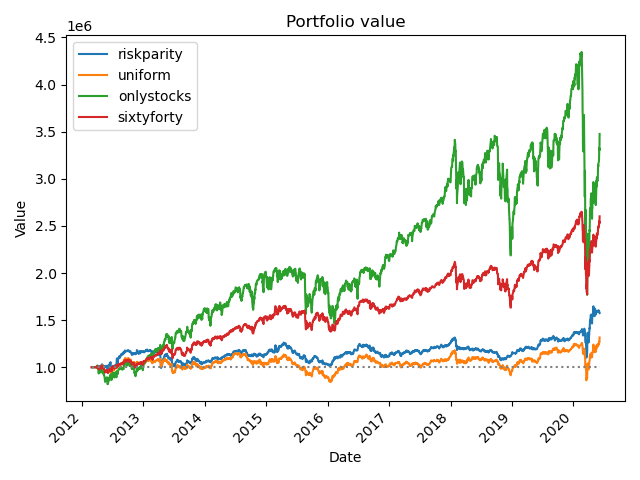 Portfolio value
1e6
riskparity
uniform
onlystocks
sixtyforty
4.5
4.0
3.5
3.0
2.5
2.0
1.5
1.0
Value
2012
2013
2014
2015
2016
2017
2018
2019
2020
Date